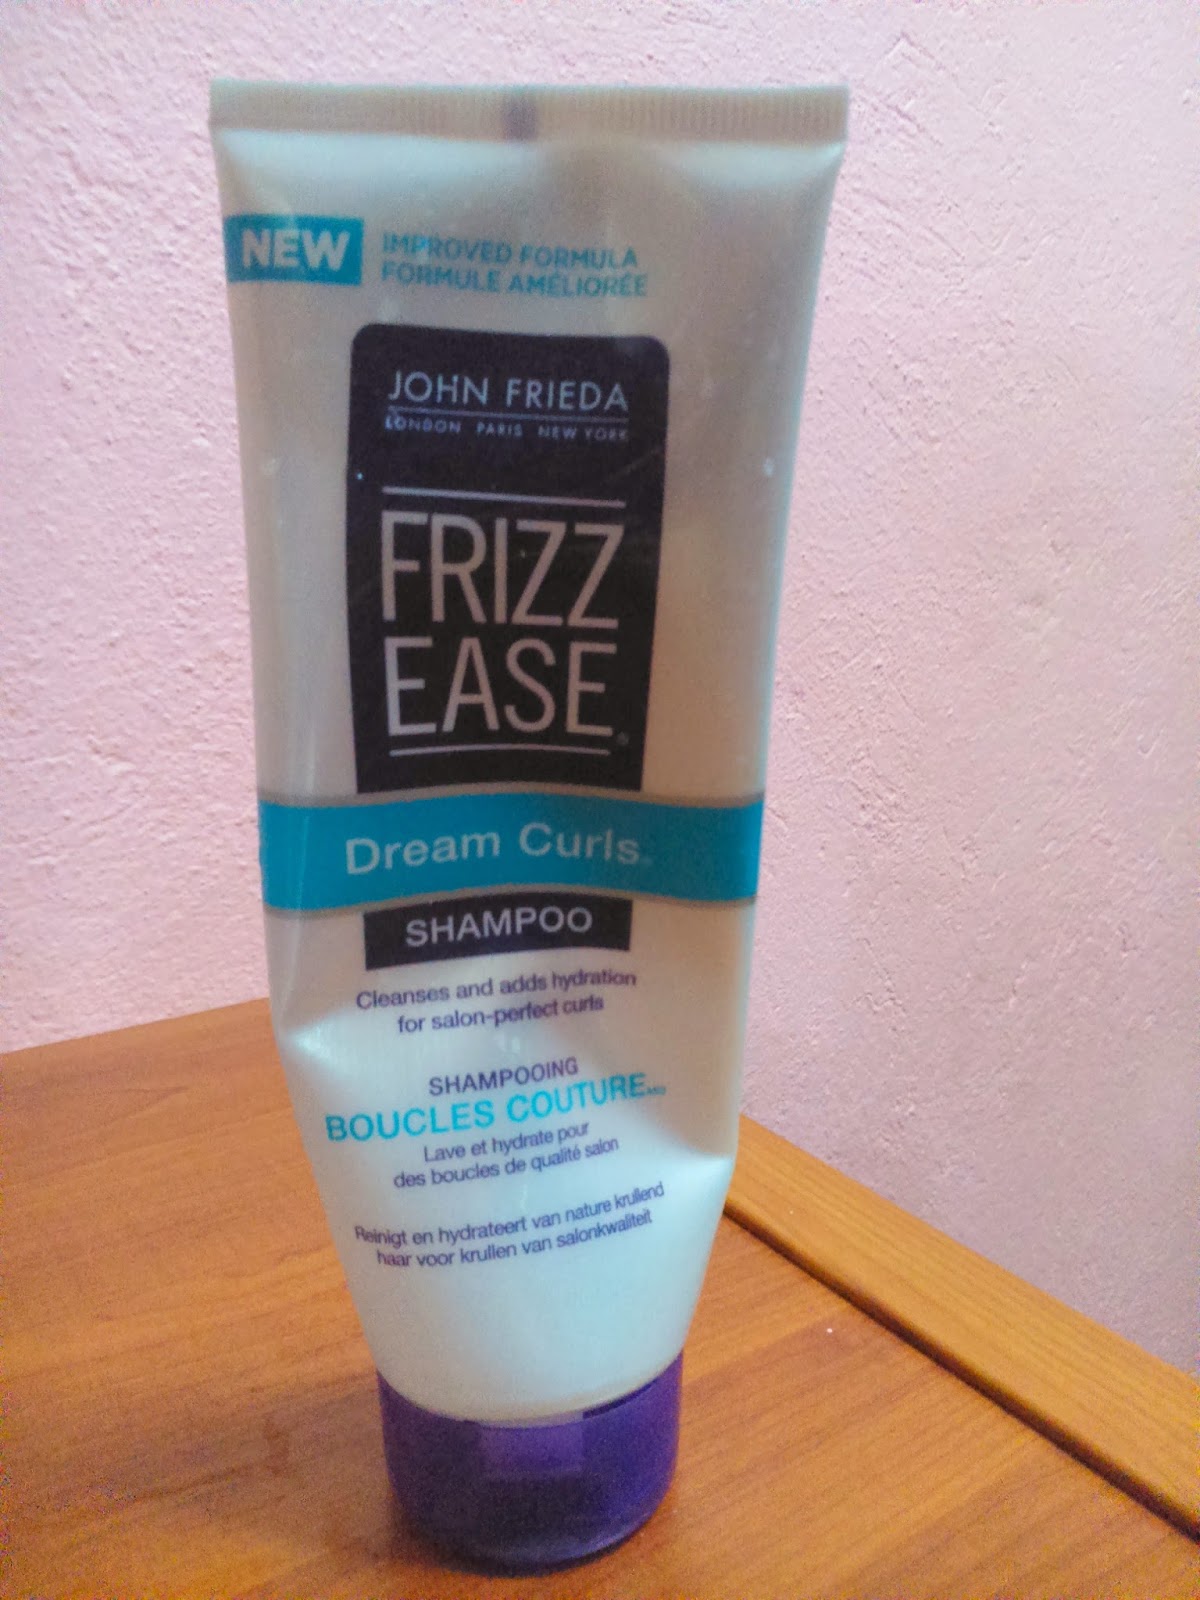 NEW
IMPROVED FORMULA
FORMULE AMÉLIORÉE
JOHN FRIEDA
LONDON PARIS NEW YORK
FRIZZ
EASE®
Dream Curls®
SHAMPOO
Cleanses and adds hydration
for salon-perfect curls
SHAMPOOING
BOUCLES COUTURE MD
Lave et hydrate pour
des boucles de qualité salon
Reinigt en hydrateert van nature krullend
haar voor krullen van salonkwaliteit